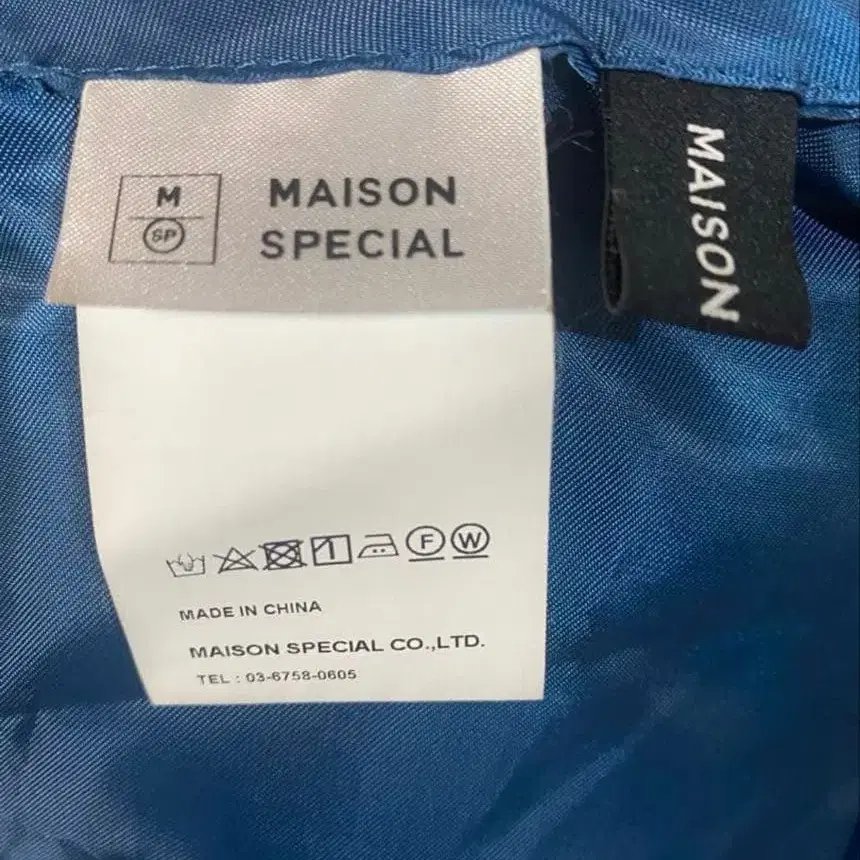 M
SP
MAISON
SPECIAL
MAISON
F W
MADE IN CHINA
MAISON SPECIAL CO.,LTD.
TEL : 03-6758-0605